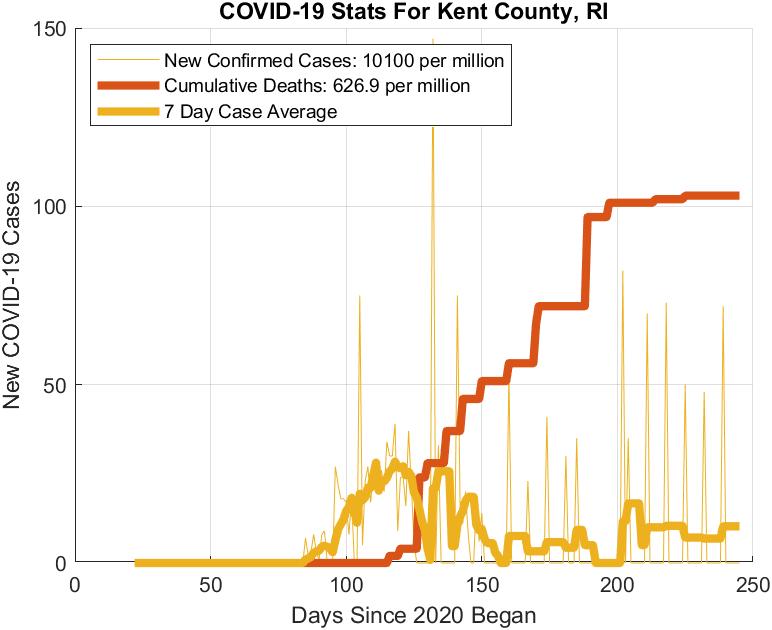 COVID-19 Stats For Kent County, RI
150
100
50
0
New COVID-19 Cases
New Confirmed Cases: 10100 per million
Cumulative Deaths: 626.9 per million
7 Day Case Average
0 50 100 150 200 250
Days Since 2020 Began